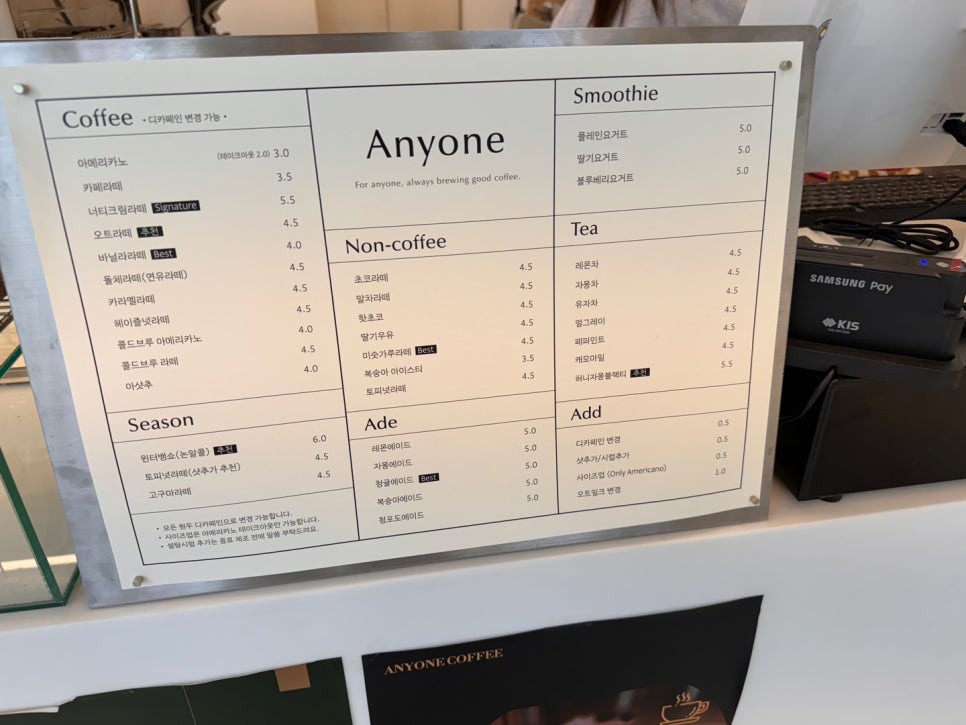 Coffee • 디카페인 변경 가능 •
아메리카노 (테이크아웃 2.0) 3.0
카페라떼 3.5
너티크림라떼 Signature 5.5
오트라떼 추천 4.5
바닐라라떼 Best 4.0
돌체라떼(연유라떼) 4.5
카라멜라떼 4.5
헤이즐넛라떼 4.5
콜드브루 아메리카노 4.0
콜드브루 라떼 4.5
아샷추 4.0
Season
윈터뱅쇼(논알콜) 추천 6.0
토피넛라떼(샷추가 추천) 4.5
고구마라떼 4.5
• 모든 원두 디카페인으로 변경 가능합니다.
• 사이즈업은 아메리카노 테이크아웃만 가능합니다.
• 설탕시럽 추가는 음료 제조 전에 말씀 부탁드려요.
Anyone
For anyone, always brewing good coffee.
Non-coffee
초코라떼 4.5
말차라떼 4.5
핫초코 4.5
딸기우유 4.5
미숫가루라떼 Best 4.5
복숭아 아이스티 3.5
토피넛라떼 4.5
Ade
레몬에이드 5.0
자몽에이드 5.0
청귤에이드 Best 5.0
복숭아에이드 5.0
청포도에이드 5.0
Smoothie
플레인요거트 5.0
딸기요거트 5.0
블루베리요거트 5.0
Tea
레몬차 4.5
자몽차 4.5
유자차 4.5
얼그레이 4.5
페퍼민트 4.5
캐모마일 4.5
허니자몽블랙티 추천 5.5
Add
디카페인 변경 0.5
샷추가/시럽추가 0.5
사이즈업 (Only Americano) 0.5
오트밀크 변경 1.0
SAMSUNG Pay
KIS
ANYONE COFFEE